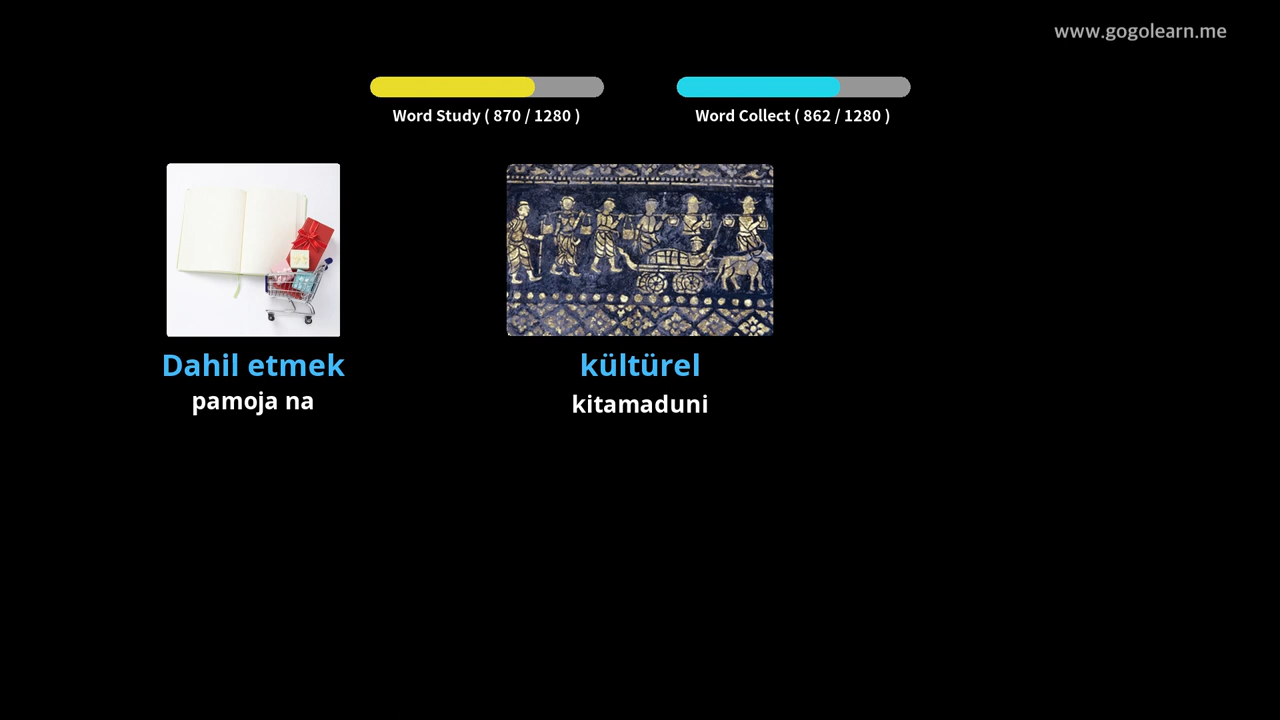 www.gogolearn.me
Word Study ( 870 / 1280 )
Word Collect ( 862 / 1280 )
Dahil etmek
pamoja na
kültürel
kitamaduni